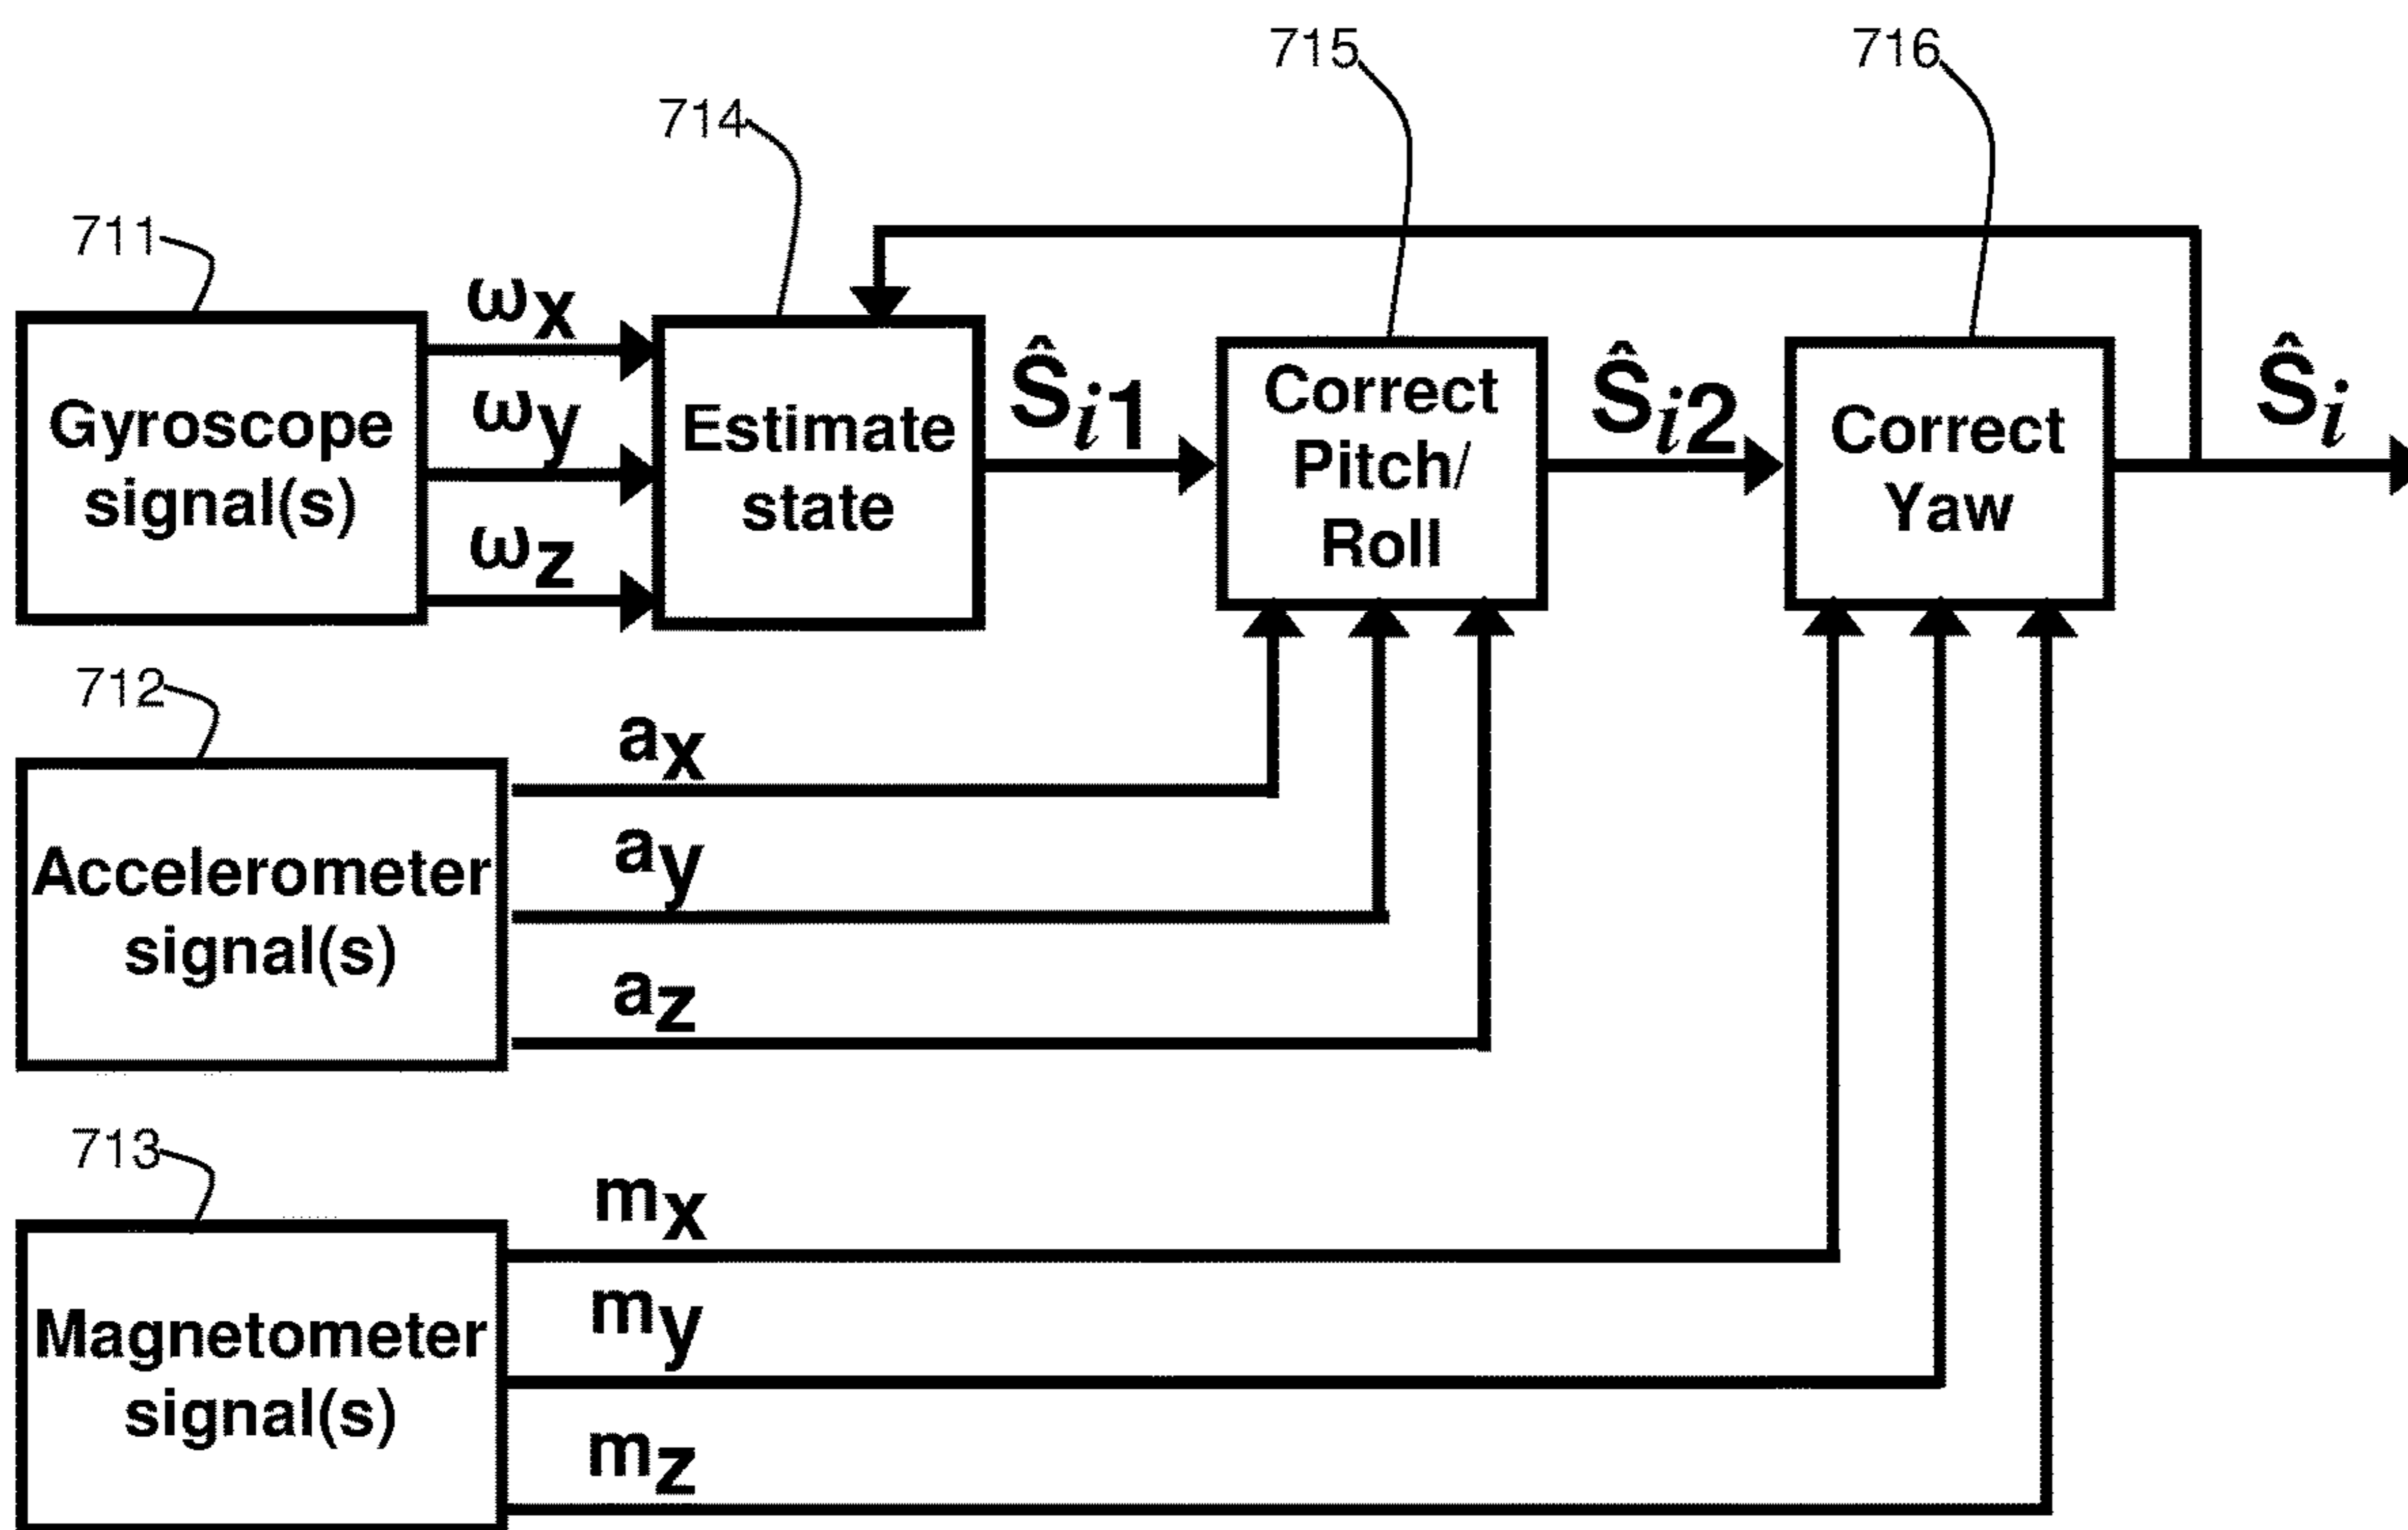 715
716
714
711
ωx
ωy
ωz
Gyroscope
signal(s)
Estimate
state
Ŝi1
Correct
Pitch/
Roll
Ŝi2
Correct
Yaw
Ŝi
712
ax
ay
az
Accelerometer
signal(s)
713
mx
my
mz
Magnetometer
signal(s)